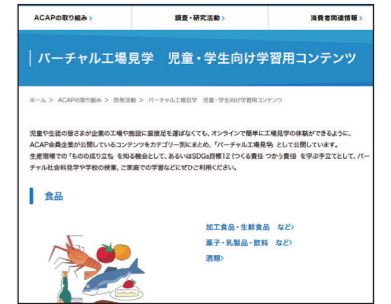 ACAPの取り組み>
調査・研究活動>
消費者関連情報>
バーチャル工場見学 児童・学生向け学習用コンテンツ
ホーム > ACAPの取り組み > 啓発活動 > バーチャル工場見学 児童・学生向け学習用コンテンツ
児童や生徒の皆さまが企業の工場や施設に直接足を運ばなくても、オンラインで簡単に工場見学の体験ができるように、
ACAP会員企業が公開しているコンテンツをカテゴリー別にまとめ、「バーチャル工場見学」として公開しています。
生産現場での「ものの成り立ち」を知る機会として、あるいはSDGs目標12(つくる責任 つかう責任)を学ぶ手立てとして、バー
チャル社会科見学や学校の授業、ご家庭での学習などにぜひご利用ください。
食品
加工食品・生鮮食品 など>
菓子・乳製品・飲料 など>
酒類>